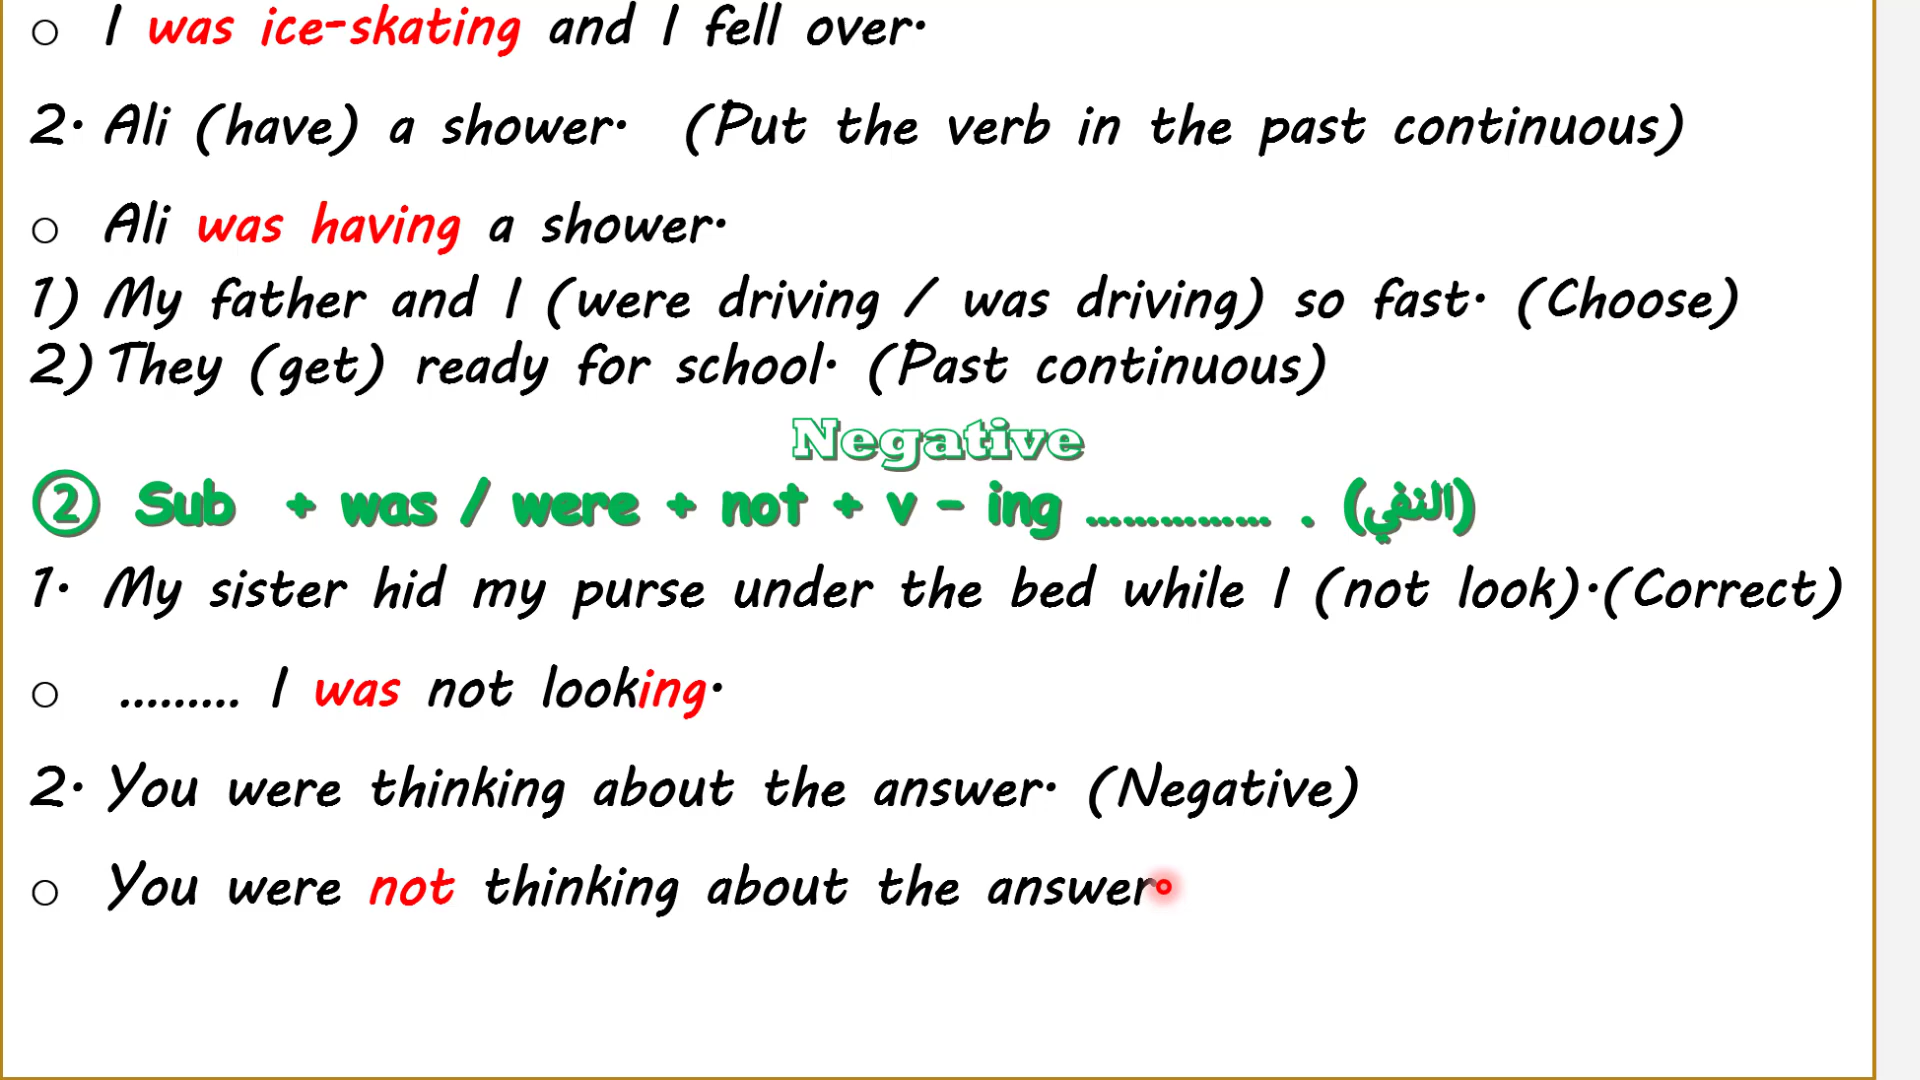 o I was ice-skating and I fell over.
2. Ali (have) a shower. (Put the verb in the past continuous)
o Ali was having a shower.
1) My father and I (were driving / was driving) so fast. (Choose)
2) They (get) ready for school. (Past continuous)
Negative
② Sub + was / were + not + v - ing ............... . (النفي)
1. My sister hid my purse under the bed while I (not look).(Correct)
o ......... I was not looking.
2. You were thinking about the answer. (Negative)
o You were not thinking about the answer.